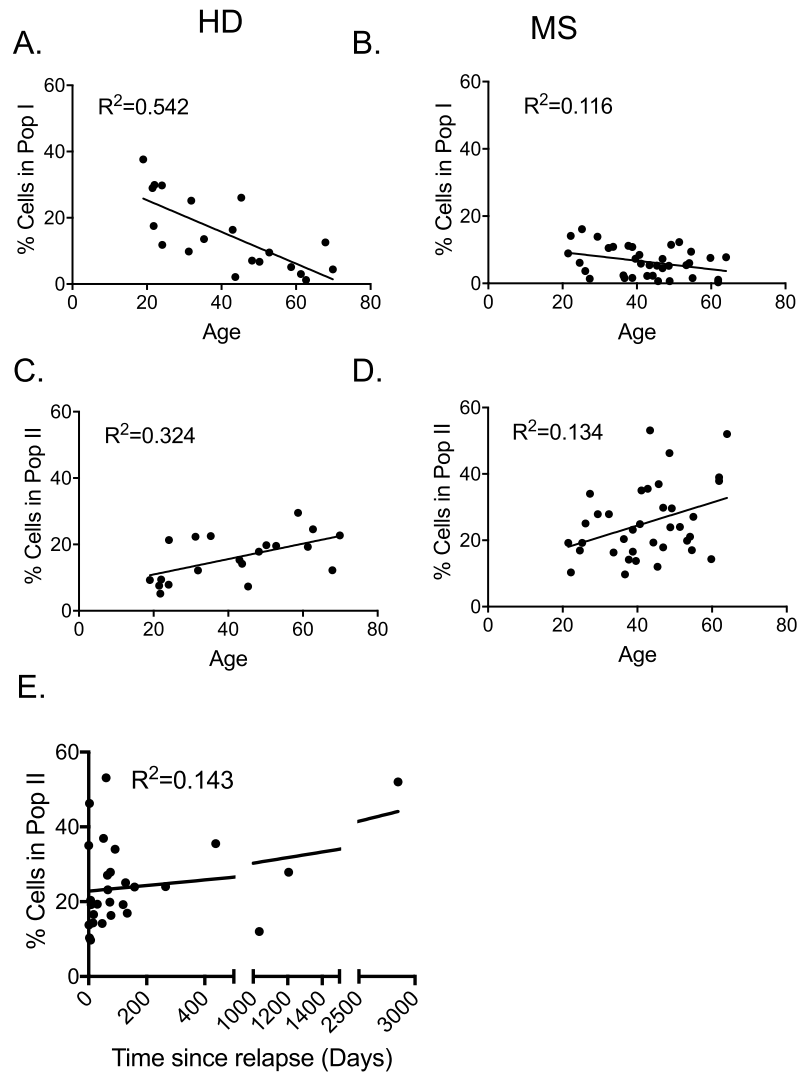 HD
MS
A.
B.
R²=0.542
R²=0.116
% Cells in Pop I
% Cells in Pop I
60
40
20
0
0 20 40 60 80
Age
60
40
20
0
0 20 40 60 80
Age
C.
D.
R²=0.324
R²=0.134
% Cells in Pop II
% Cells in Pop II
60
40
20
0
0 20 40 60 80
Age
60
40
20
0
0 20 40 60 80
Age
E.
R²=0.143
% Cells in Pop II
60
40
20
0
0 200 400 1000 1200 1400 2500 3000
Time since relapse (Days)